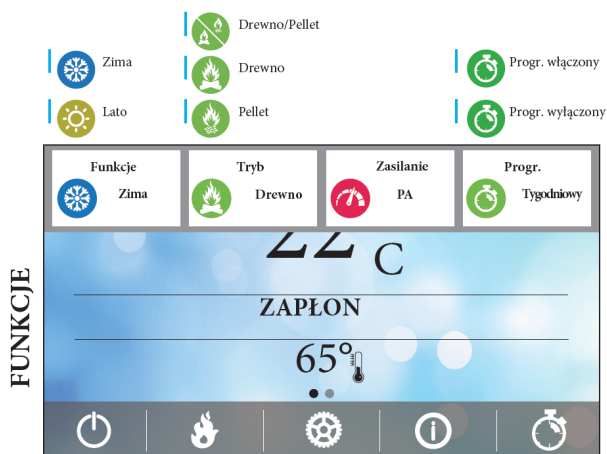 Drewno/Pellet
Zima
Drewno
Progr. włączony
Lato
Pellet
Progr. wyłączony
Funkcje
Zima
Tryb
Drewno
Zasilanie
PA
Progr.
Tygodniowy
22 C
ZAPŁON
65°
FUNKCJE